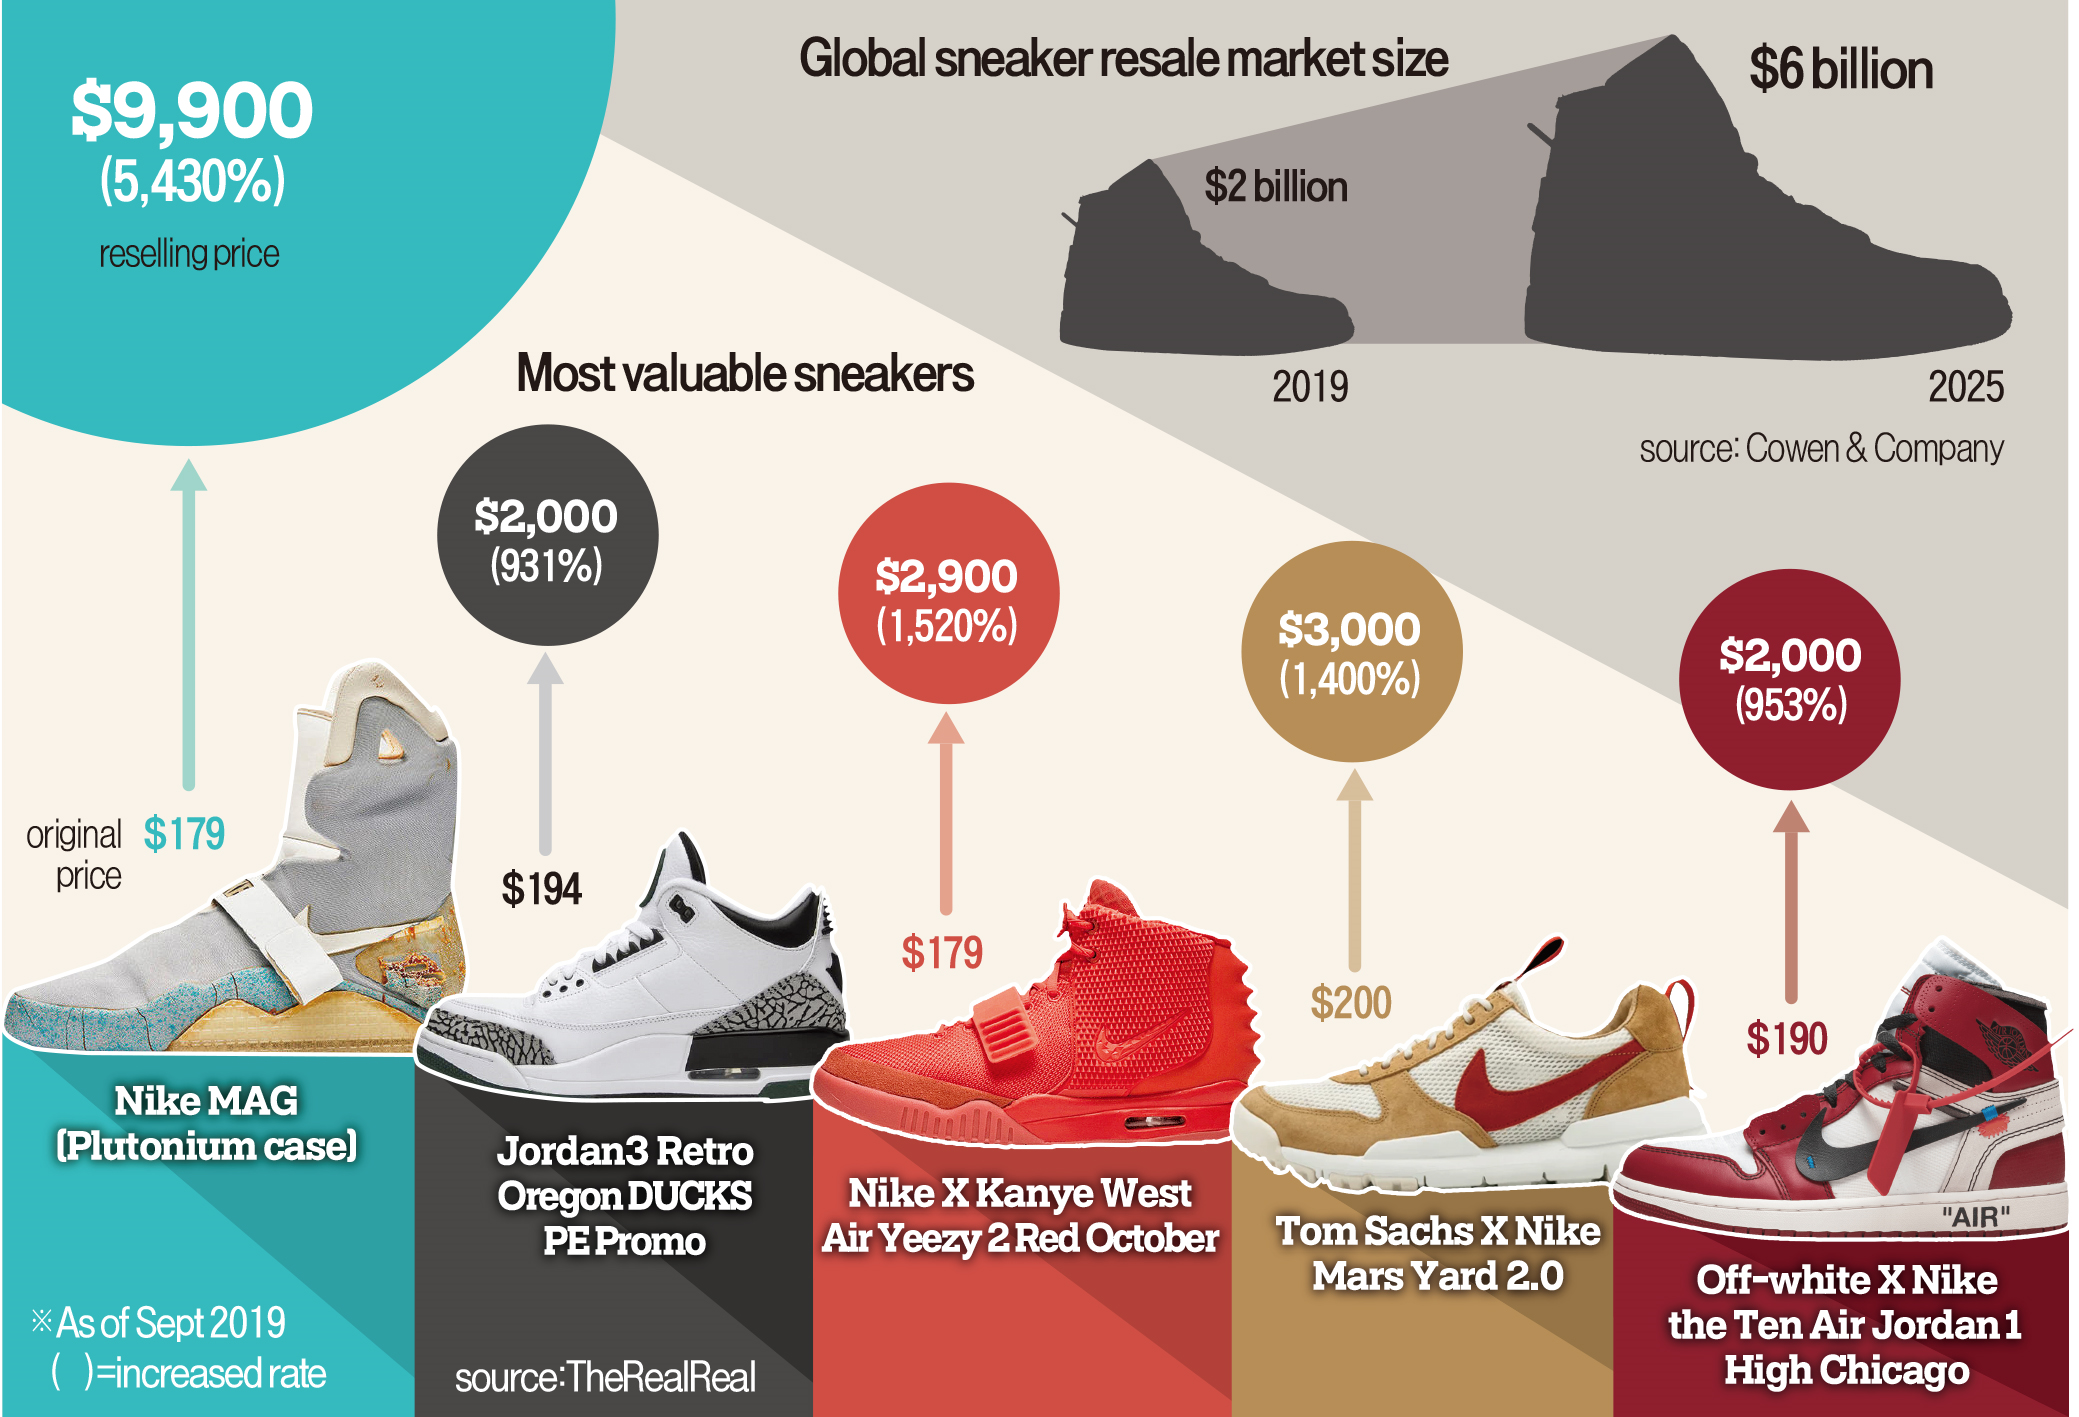 $9,900
(5,430%)
reselling price
Global sneaker resale market size
$6 billion
$2 billion
2019
2025
source: Cowen & Company
Most valuable sneakers
$2,000
(931%)
$2,900
(1,520%)
$3,000
(1,400%)
$2,000
(953%)
original
price
$179
$194
$179
$200
$190
Nike MAG
(Plutonium case)
Jordan3 Retro
Oregon DUCKS
PE Promo
Nike X Kanye West
Air Yeezy 2 Red October
Tom Sachs X Nike
Mars Yard 2.0
"AIR"
Off-white X Nike
the Ten Air Jordan 1
High Chicago
※As of Sept 2019
( )=increased rate
source:TheRealReal